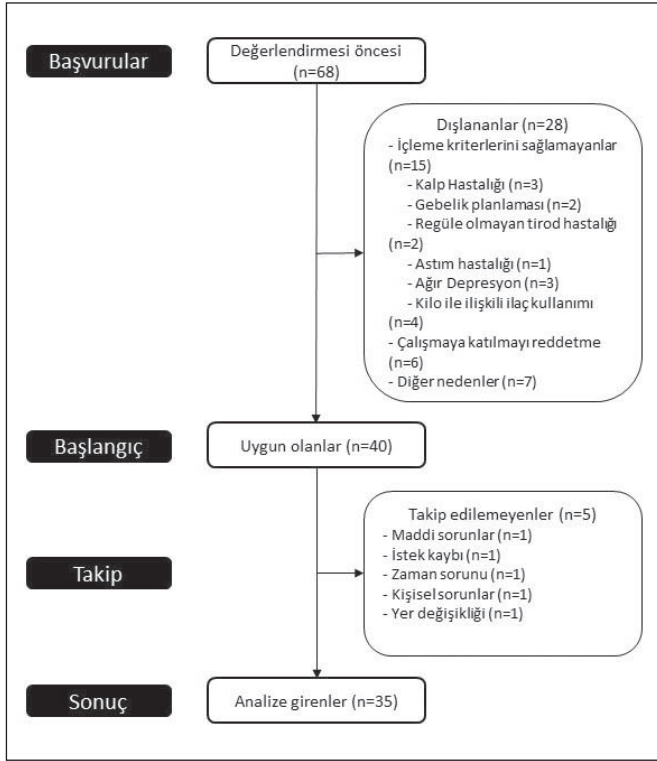 Başvurular
Değerlendirmesi öncesi
(n=68)
Dışlananlar (n=28)
- İçleme kriterlerini sağlamayanlar
(n=15)
- Kalp Hastalığı (n=3)
- Gebelik planlaması (n=2)
- Regüle olmayan tirod hastalığı
(n=2)
- Astım hastalığı (n=1)
- Ağır Depresyon (n=3)
- Kilo ile ilişkili ilaç kullanımı
(n=4)
- Çalışmaya katılmayı reddetme
(n=6)
- Diğer nedenler (n=7)
Başlangıç
Uygun olanlar (n=40)
Takip edilemeyenler (n=5)
- Maddi sorunlar (n=1)
- İstek kaybı (n=1)
- Zaman sorunu (n=1)
- Kişisel sorunlar (n=1)
- Yer değişikliği (n=1)
Takip
Sonuç
Analize girenler (n=35)